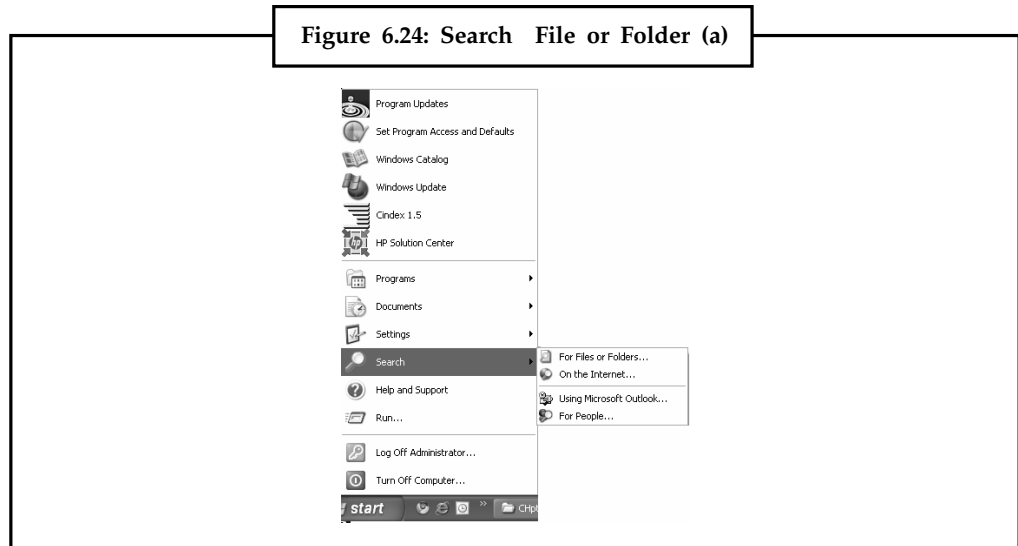 Figure 6.24: Search File or Folder (a)
Program Updates
Set Program Access and Defaults
Windows Catalog
Windows Update
Cindex 1.5
HP Solution Center
Programs
Documents
Settings
Search
For Files or Folders...
On the Internet...
Using Microsoft Outlook...
For People...
Help and Support
Run...
Log Off Administrator...
Turn Off Computer...
start